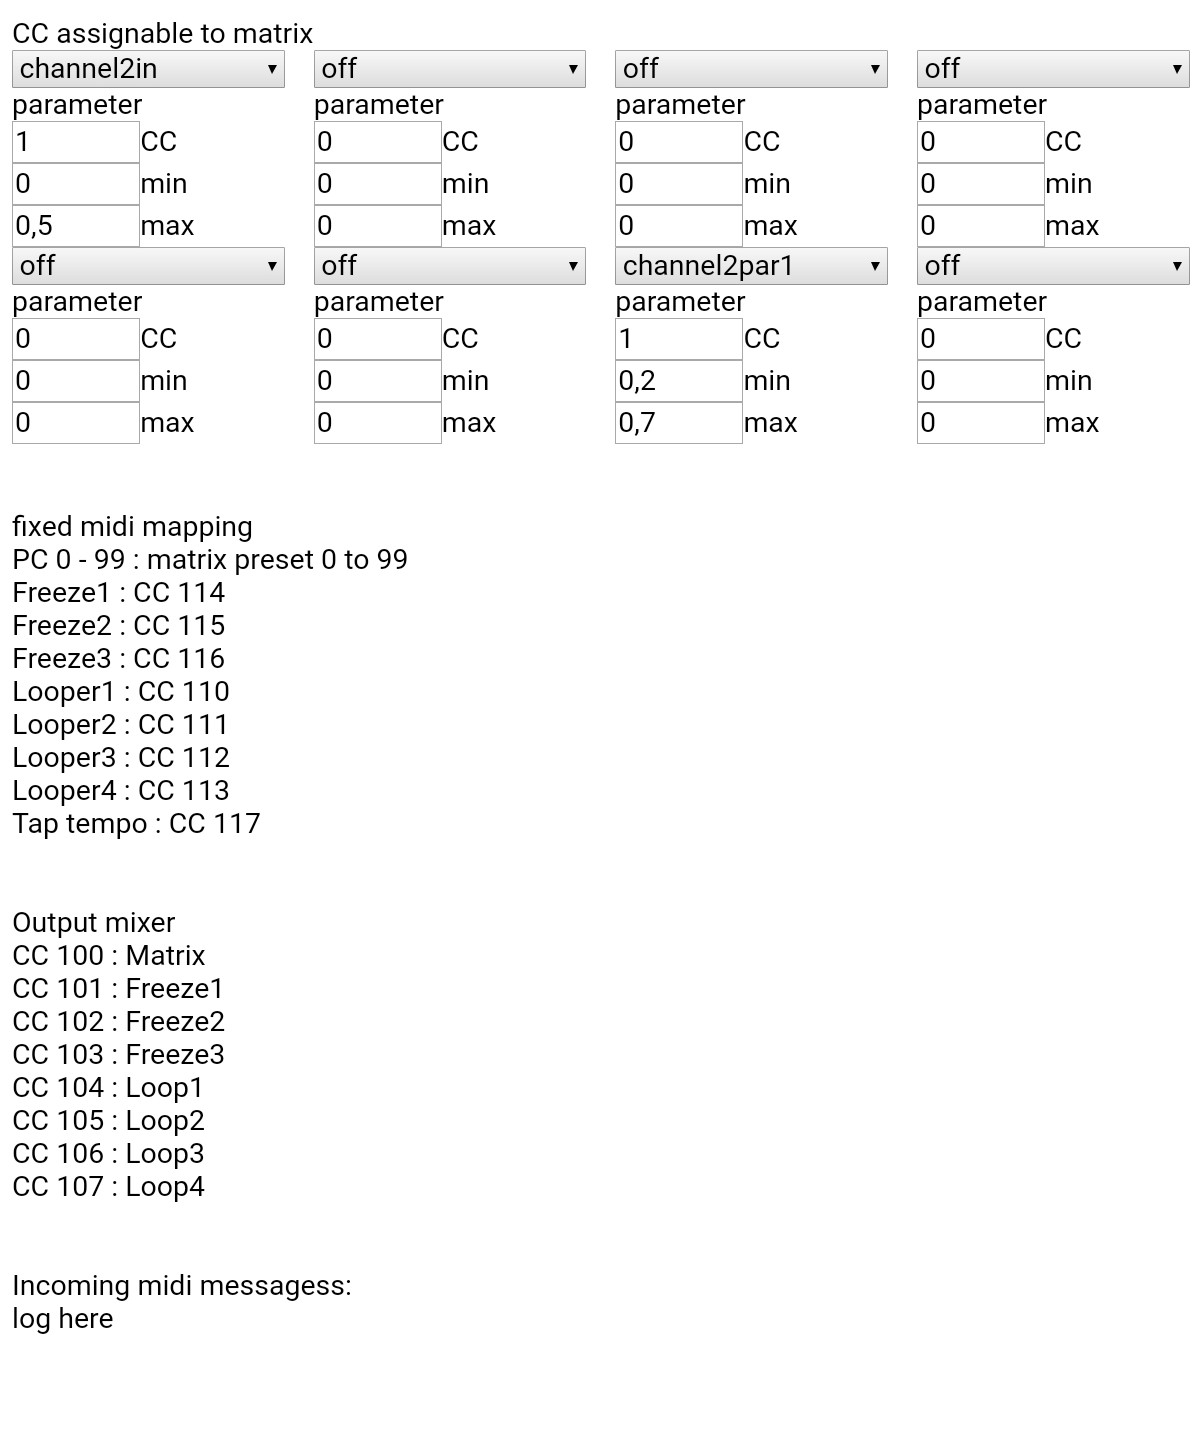 CC assignable to matrix
channel2in off off off
parameter parameter parameter parameter
1 CC 0 CC 0 CC 0 CC
0 min 0 min 0 min 0 min
0,5 max 0 max 0 max 0 max
off off channel2par1 off
parameter parameter parameter parameter
0 CC 0 CC 1 CC 0 CC
0 min 0 min 0,2 min 0 min
0 max 0 max 0,7 max 0 max
fixed midi mapping
PC 0 - 99 : matrix preset 0 to 99
Freeze1 : CC 114
Freeze2 : CC 115
Freeze3 : CC 116
Looper1 : CC 110
Looper2 : CC 111
Looper3 : CC 112
Looper4 : CC 113
Tap tempo : CC 117
Output mixer
CC 100 : Matrix
CC 101 : Freeze1
CC 102 : Freeze2
CC 103 : Freeze3
CC 104 : Loop1
CC 105 : Loop2
CC 106 : Loop3
CC 107 : Loop4
Incoming midi messagess:
log here